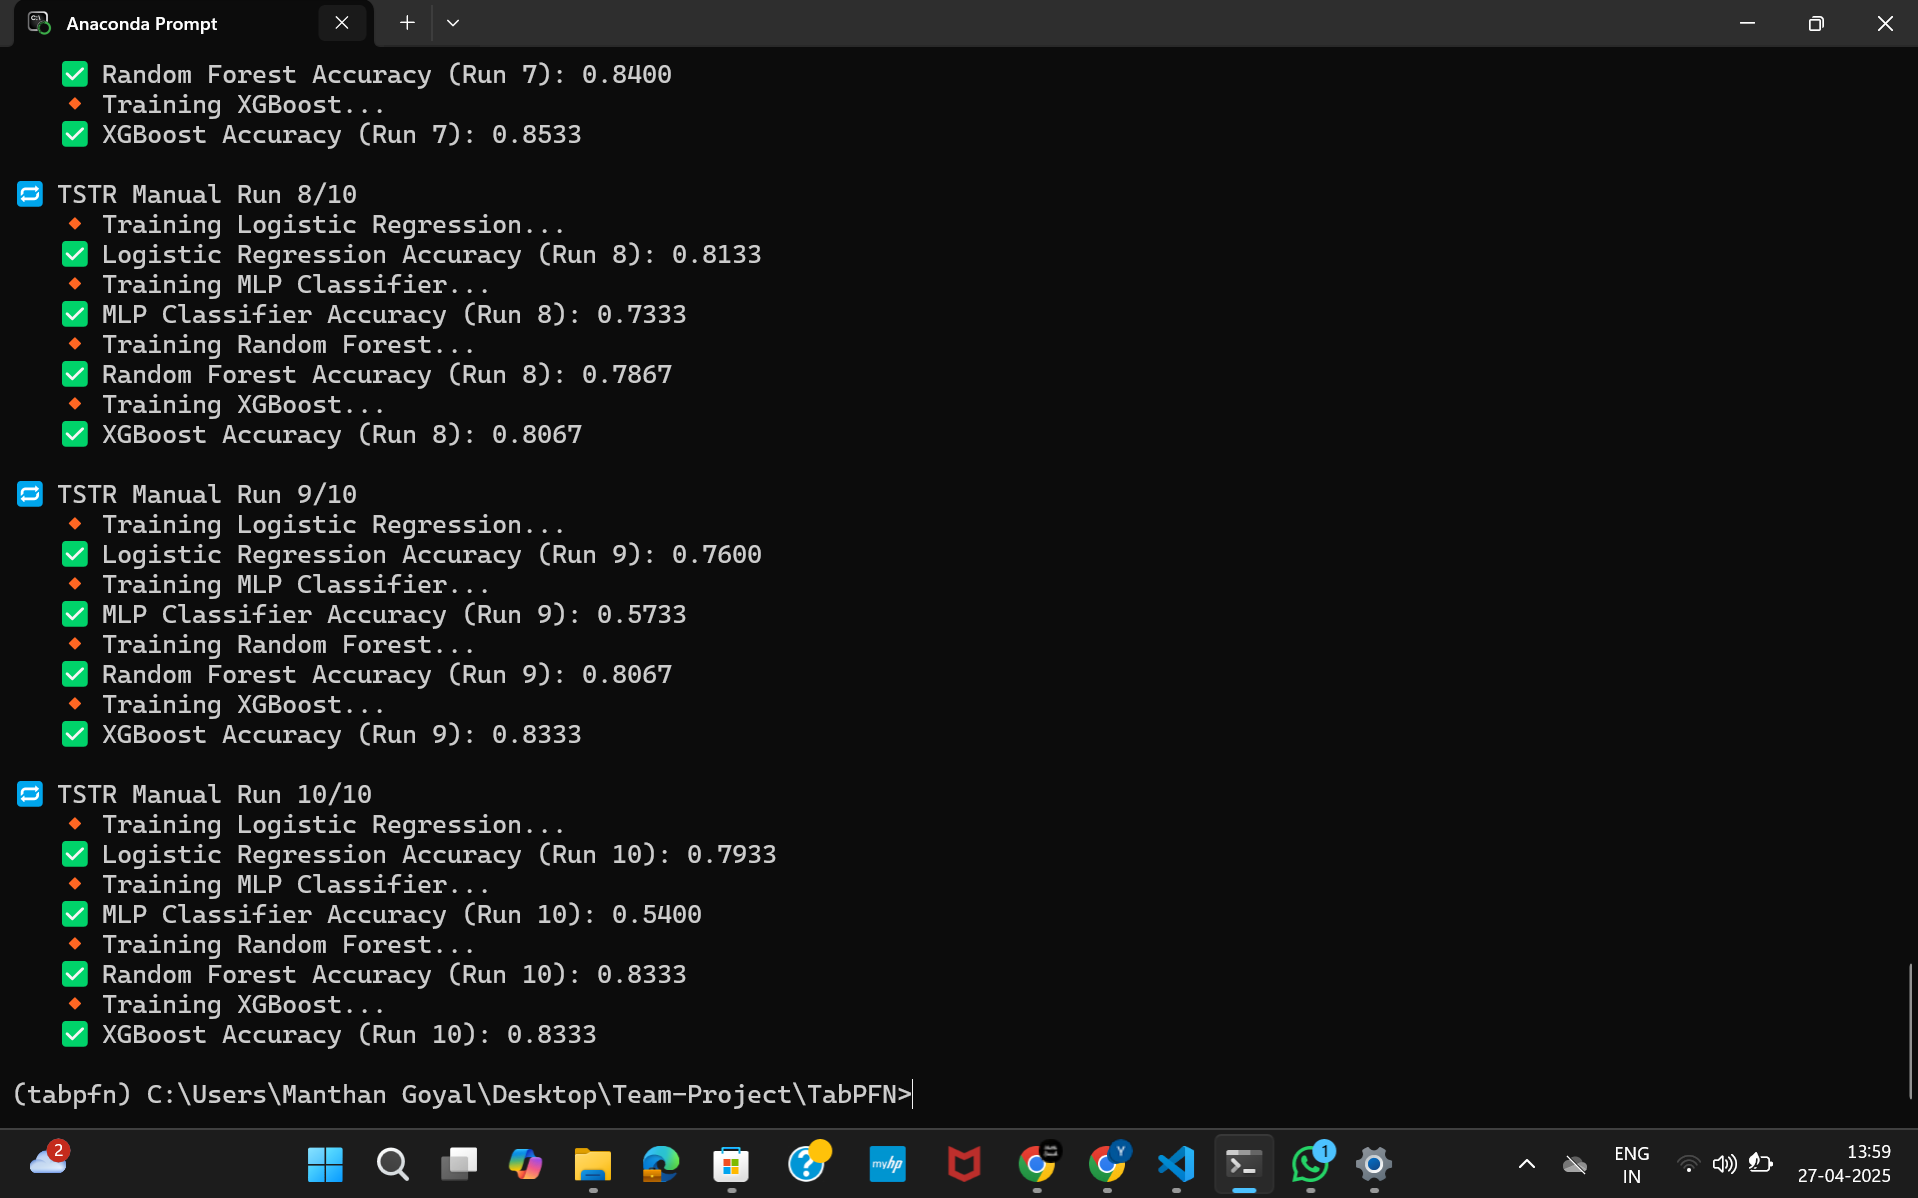 Anaconda Prompt
Random Forest Accuracy (Run 7): 0.8400
Training XGBoost...
XGBoost Accuracy (Run 7): 0.8533
TSTR Manual Run 8/10
Training Logistic Regression...
Logistic Regression Accuracy (Run 8): 0.8133
Training MLP Classifier...
MLP Classifier Accuracy (Run 8): 0.7333
Training Random Forest...
Random Forest Accuracy (Run 8): 0.7867
Training XGBoost...
XGBoost Accuracy (Run 8): 0.8067
TSTR Manual Run 9/10
Training Logistic Regression...
Logistic Regression Accuracy (Run 9): 0.7600
Training MLP Classifier...
MLP Classifier Accuracy (Run 9): 0.5733
Training Random Forest...
Random Forest Accuracy (Run 9): 0.8067
Training XGBoost...
XGBoost Accuracy (Run 9): 0.8333
TSTR Manual Run 10/10
Training Logistic Regression...
Logistic Regression Accuracy (Run 10): 0.7933
Training MLP Classifier...
MLP Classifier Accuracy (Run 10): 0.5400
Training Random Forest...
Random Forest Accuracy (Run 10): 0.8333
Training XGBoost...
XGBoost Accuracy (Run 10): 0.8333
(tabpfn) C:\Users\Manthan Goyal\Desktop\Team-Project\TabPFN>
2
myhp
Y
1
ENG
IN
13:59
27-04-2025